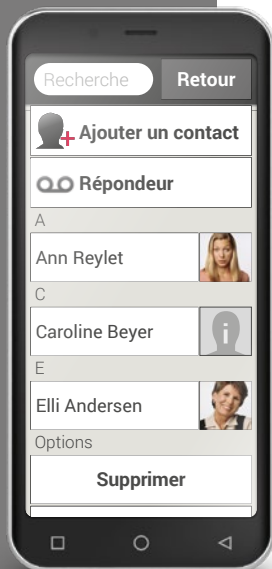 Recherche
Retour
Ajouter un contact
Répondeur
A
Ann Reylet
C
Caroline Beyer
i
E
Elli Andersen
Options
Supprimer